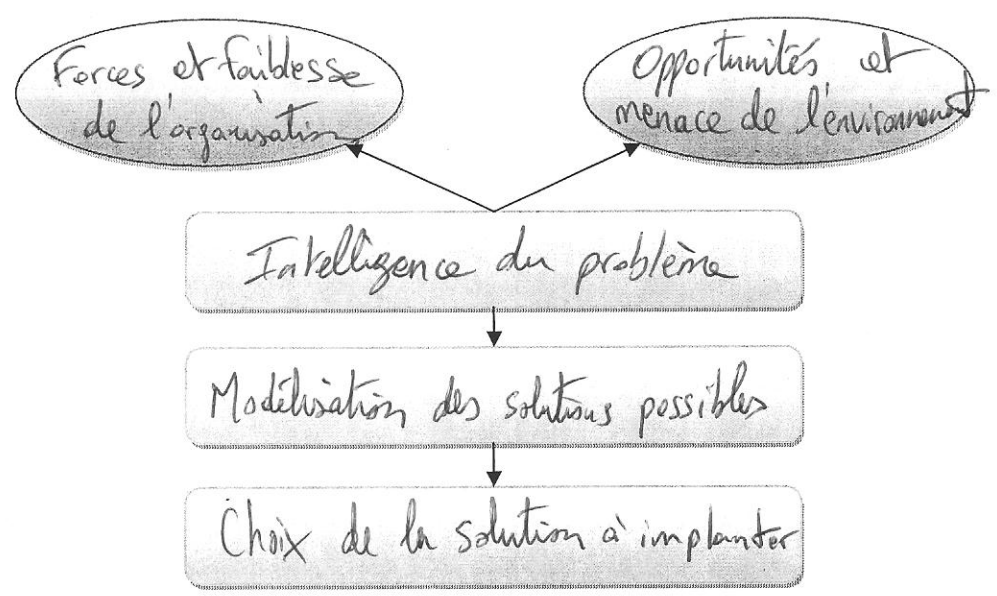 Forces et faiblesse
de l'organisation
Opportunités et
menace de l'environnement
Intelligence du problème
Modélisation des solutions possibles
Choix de la solution à implanter